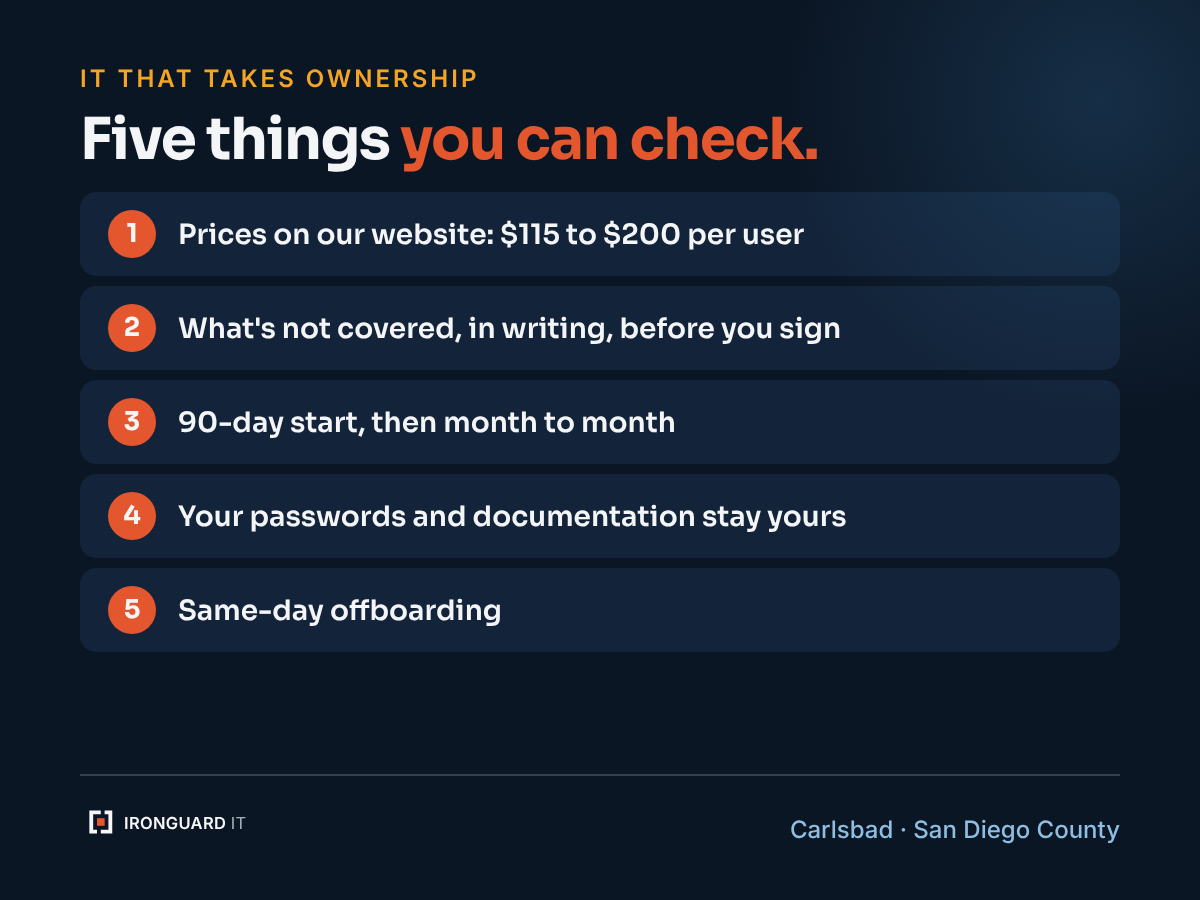 IT THAT TAKES OWNERSHIP
Five things you can check.
1 Prices on our website: $115 to $200 per user
2 What's not covered, in writing, before you sign
3 90-day start, then month to month
4 Your passwords and documentation stay yours
5 Same-day offboarding
IRONGUARD IT
Carlsbad · San Diego County